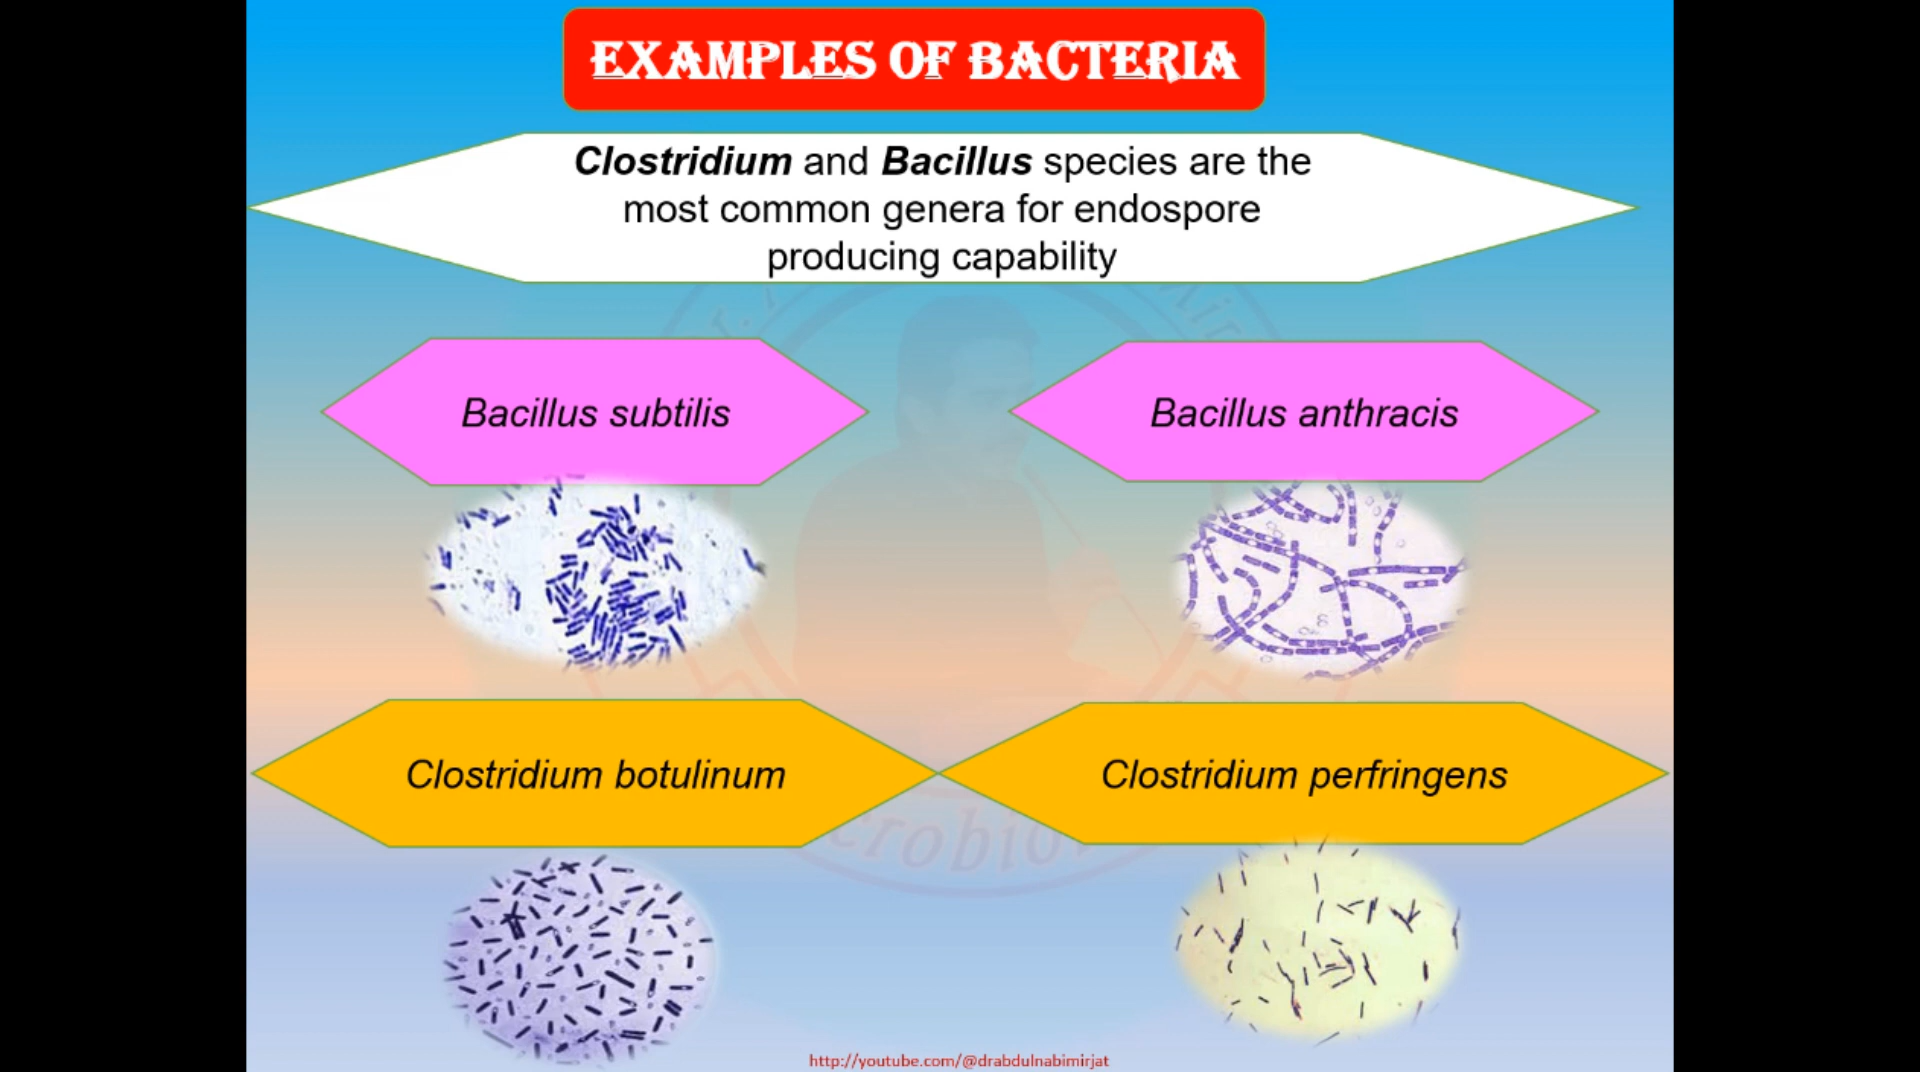 EXAMPLES OF BACTERIA
Clostridium and Bacillus species are the
most common genera for endospore
producing capability
Bacillus subtilis
Bacillus anthracis
Clostridium botulinum
Clostridium perfringens
http://youtube.com/@drabdulnabimirjat